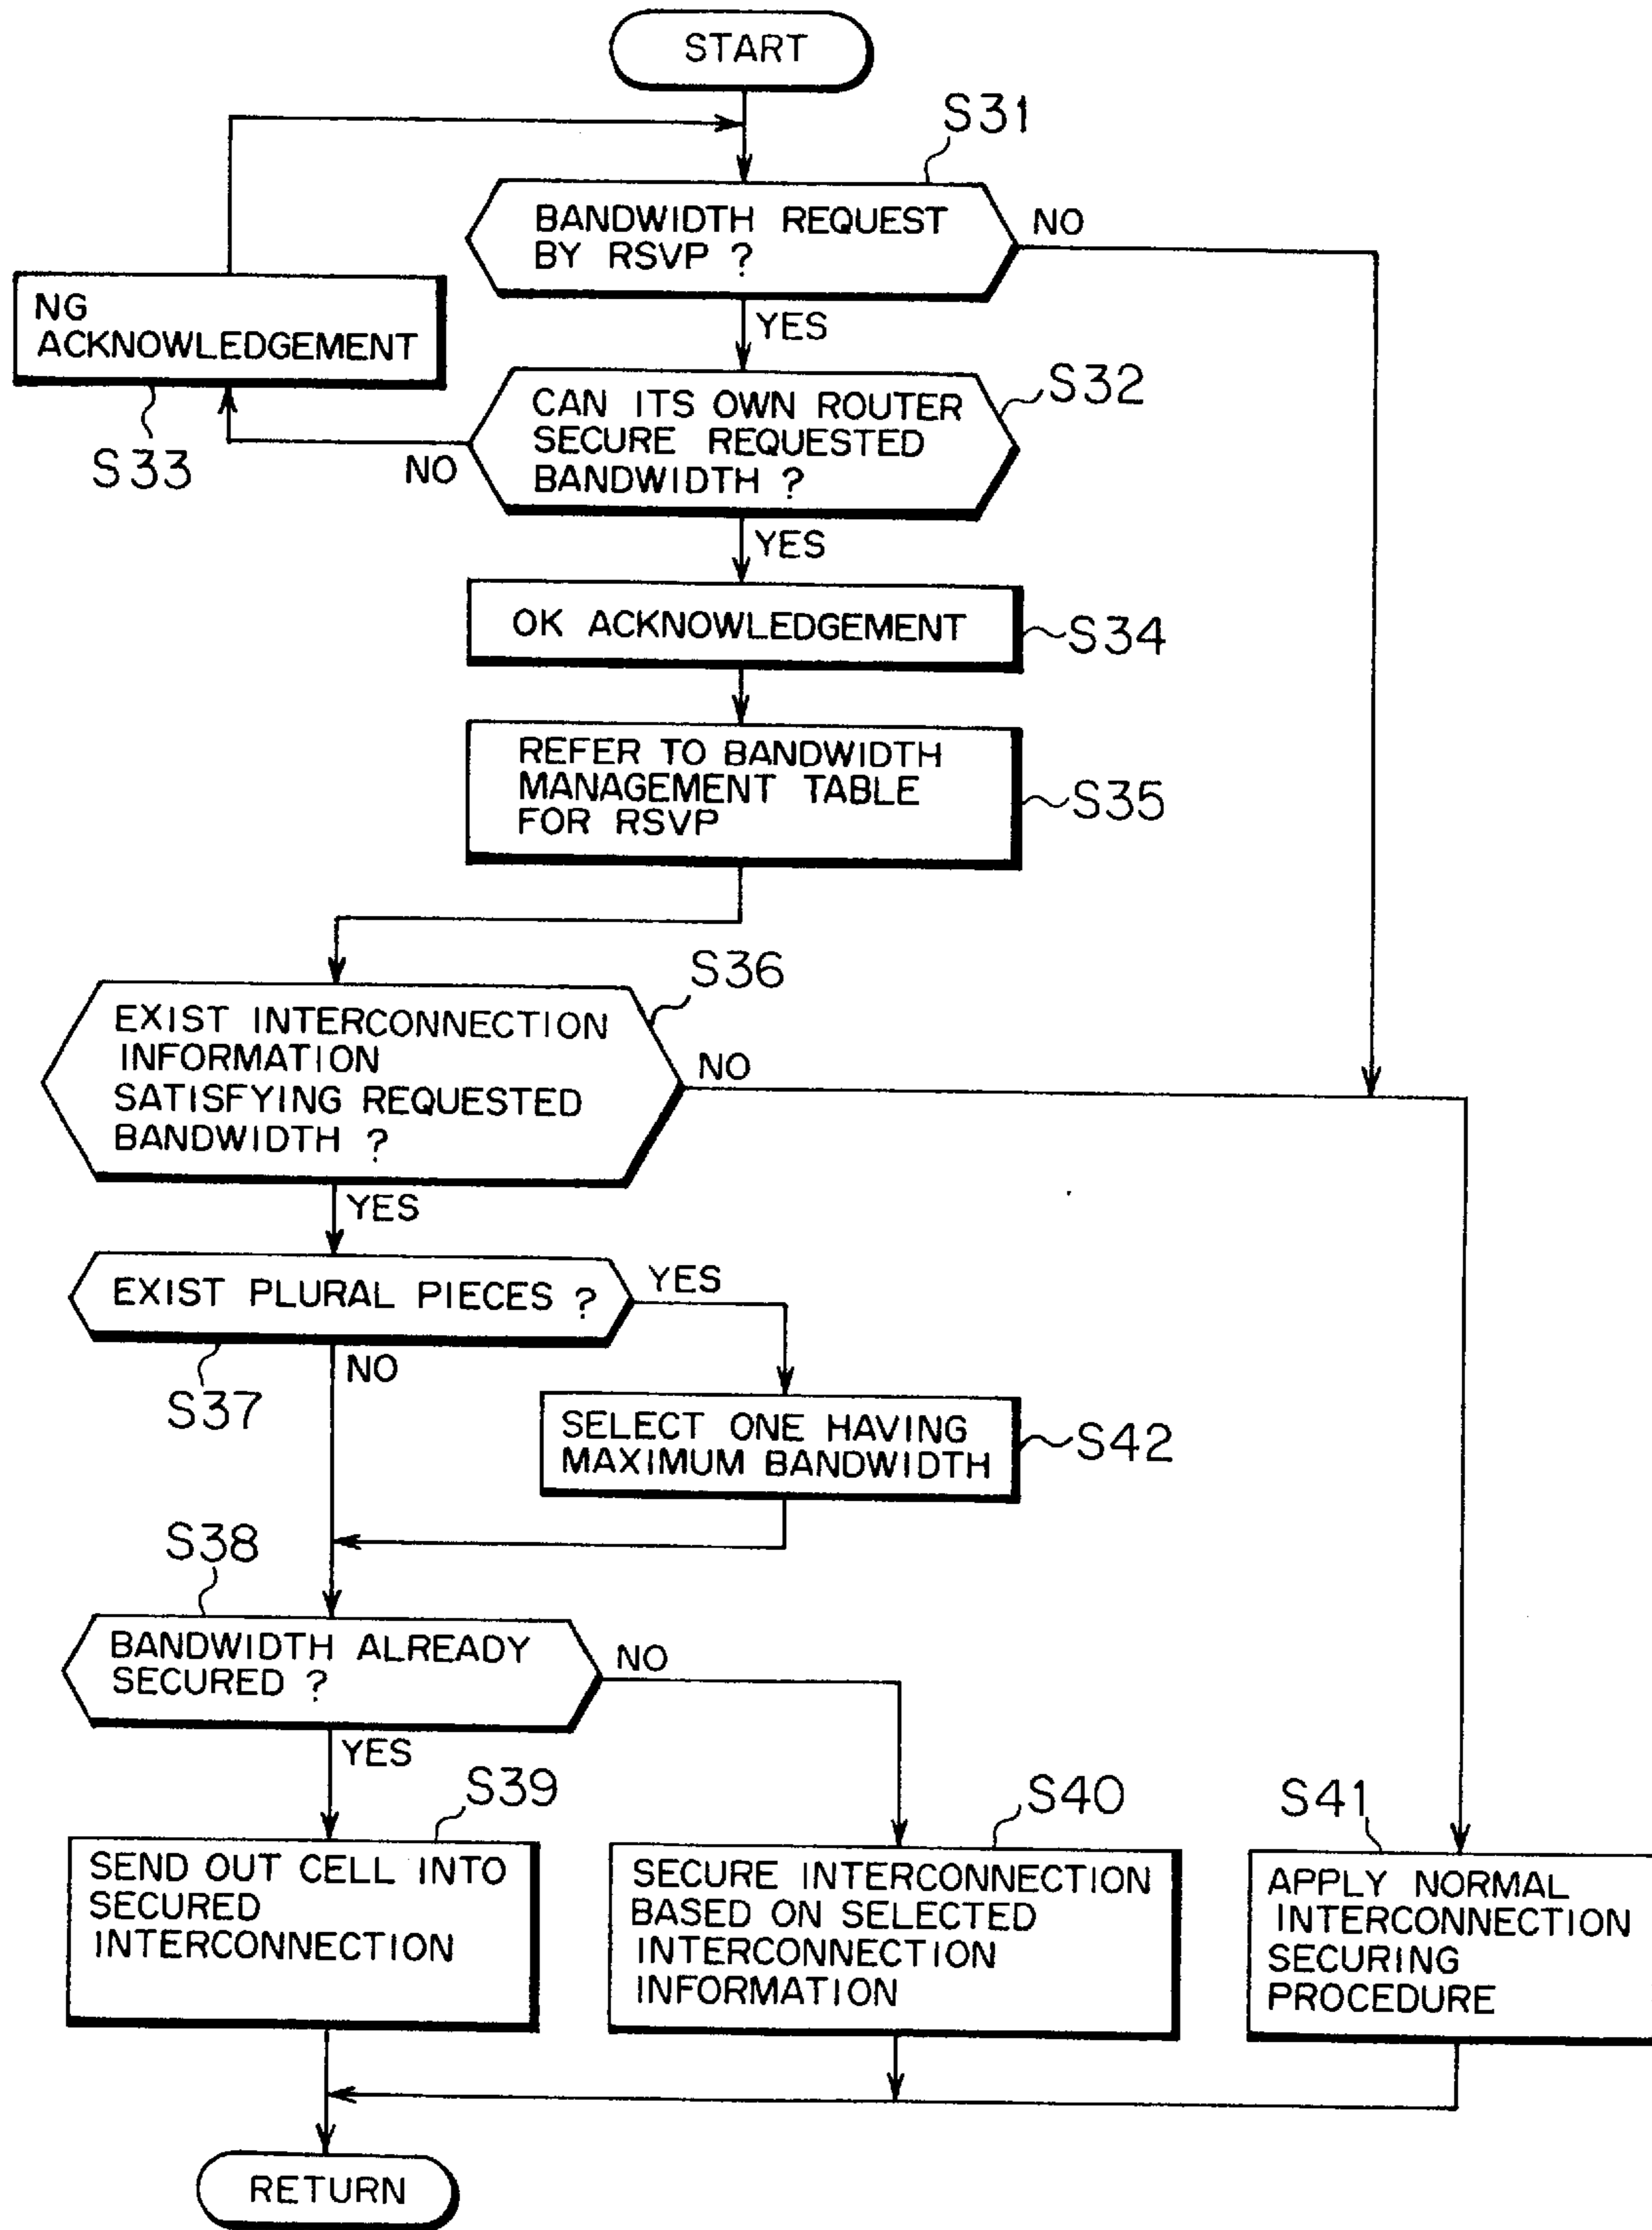 START
S31
BANDWIDTH REQUEST
BY RSVP ?
NO
NG
ACKNOWLEDGEMENT
S33
YES
CAN ITS OWN ROUTER
SECURE REQUESTED
BANDWIDTH ?
S32
NO
YES
OK ACKNOWLEDGEMENT
S34
REFER TO BANDWIDTH
MANAGEMENT TABLE
FOR RSVP
S35
S36
EXIST INTERCONNECTION
INFORMATION
SATISFYING REQUESTED
BANDWIDTH ?
NO
YES
EXIST PLURAL PIECES ?
YES
S37
NO
SELECT ONE HAVING
MAXIMUM BANDWIDTH
S42
S38
BANDWIDTH ALREADY
SECURED ?
NO
YES
S39
SEND OUT CELL INTO
SECURED
INTERCONNECTION
S40
SECURE INTERCONNECTION
BASED ON SELECTED
INTERCONNECTION
INFORMATION
S41
APPLY NORMAL
INTERCONNECTION
SECURING
PROCEDURE
RETURN